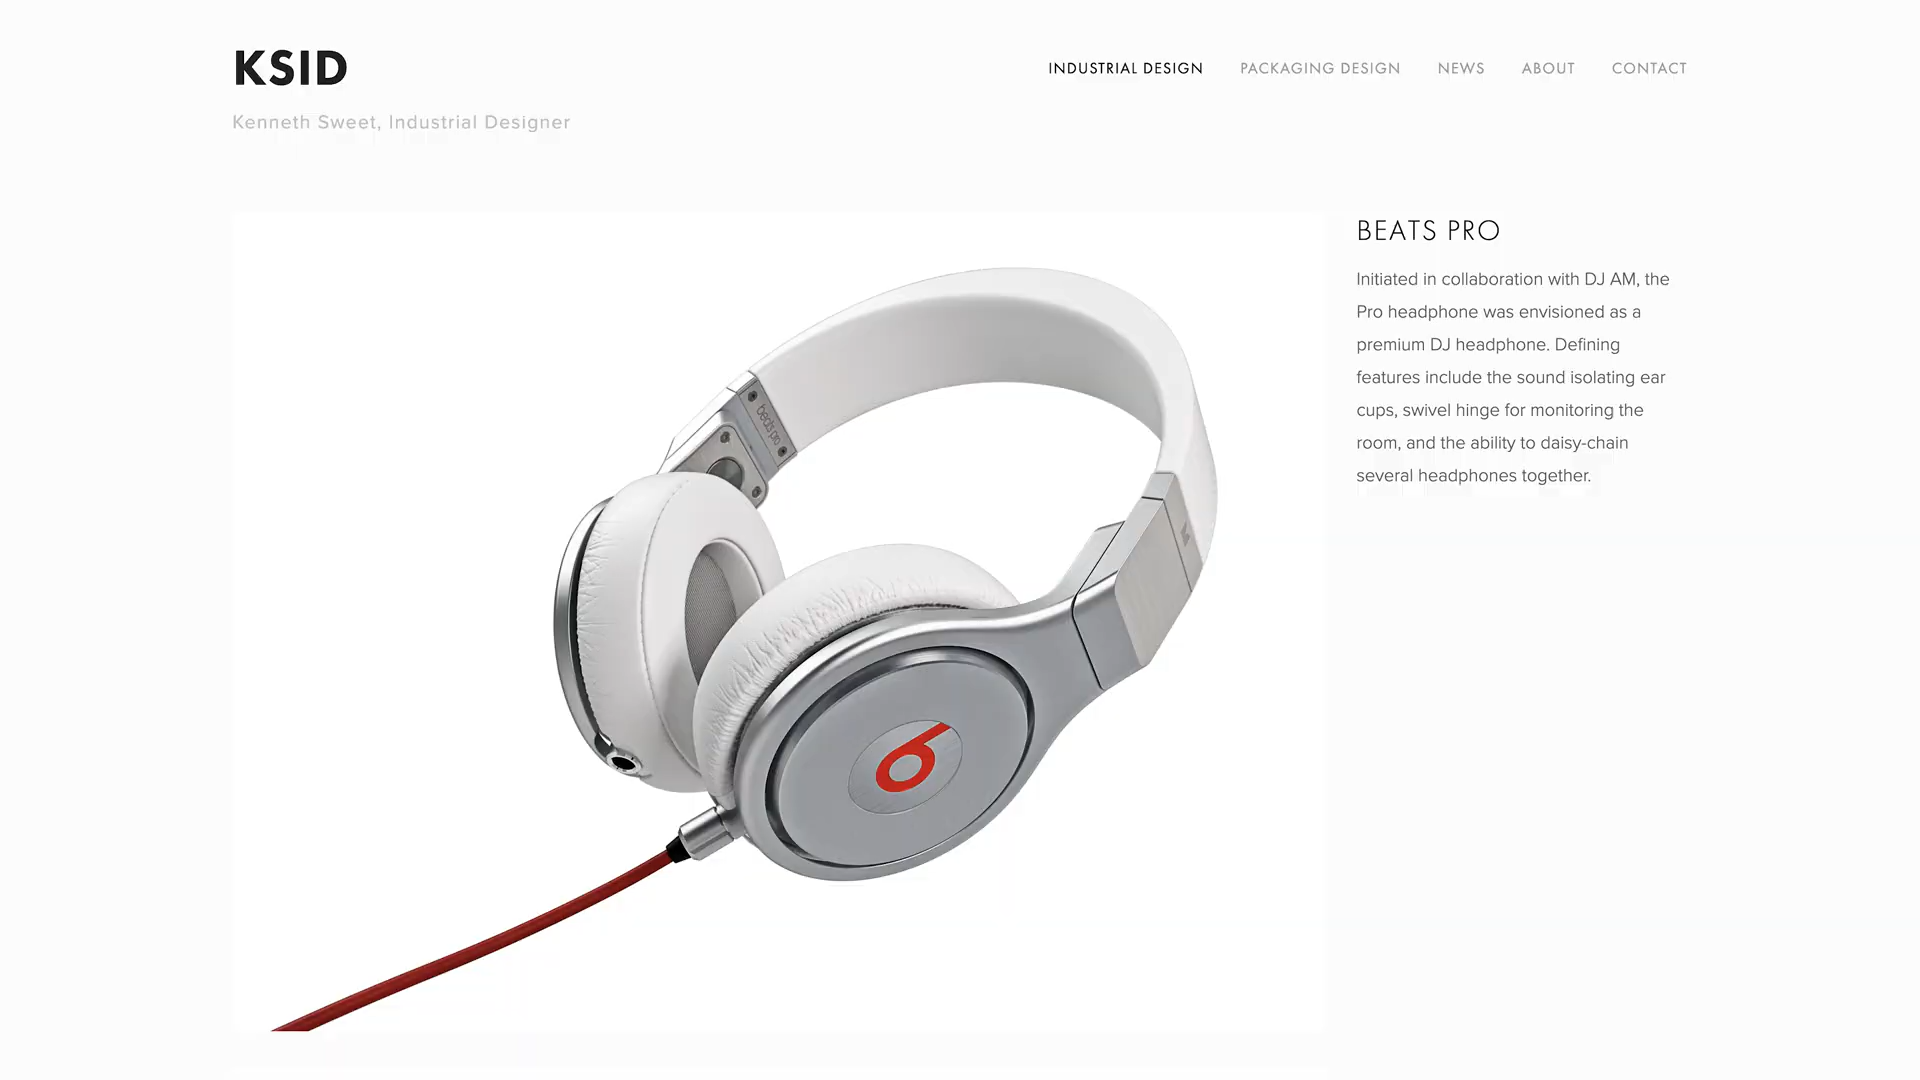 KSID
INDUSTRIAL DESIGN
PACKAGING DESIGN
NEWS
ABOUT
CONTACT
Kenneth Sweet, Industrial Designer
BEATS PRO
Initiated in collaboration with DJ AM, the
Pro headphone was envisioned as a
premium DJ headphone. Defining
features include the sound isolating ear
cups, swivel hinge for monitoring the
room, and the ability to daisy-chain
several headphones together.
beats pro
b